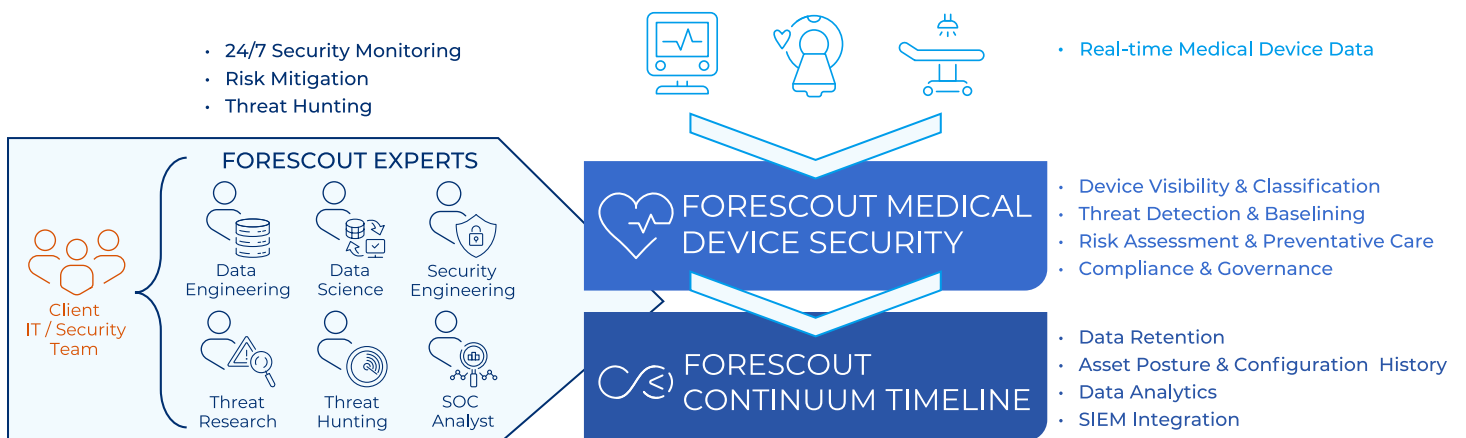 • 24/7 Security Monitoring
• Risk Mitigation
• Threat Hunting
• Real-time Medical Device Data
FORESCOUT EXPERTS
Client
IT / Security
Team
Data
Engineering
Data
Science
Security
Engineering
Threat
Research
Threat
Hunting
SOC
Analyst
FORESCOUT MEDICAL
DEVICE SECURITY
• Device Visibility & Classification
• Threat Detection & Baselining
• Risk Assessment & Preventative Care
• Compliance & Governance
FORESCOUT
CONTINUUM TIMELINE
• Data Retention
• Asset Posture & Configuration History
• Data Analytics
• SIEM Integration